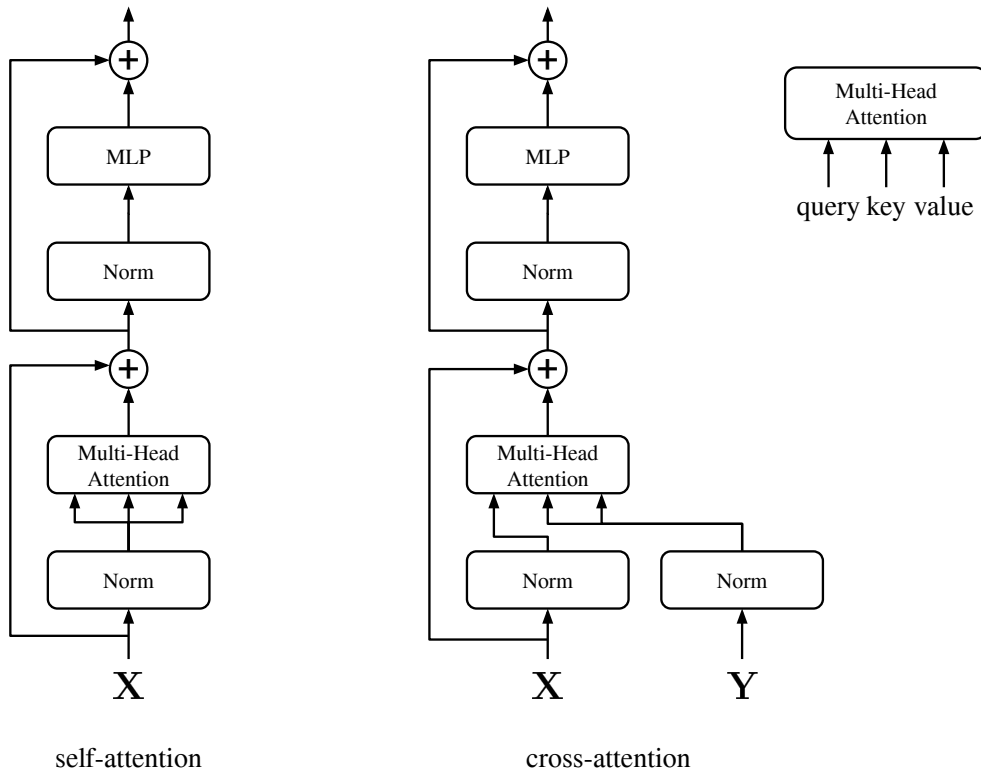 MLP
Norm
Multi-Head
Attention
Norm
X
self-attention
MLP
Norm
Multi-Head
Attention
Norm
Norm
X
Y
cross-attention
Multi-Head
Attention
query key value